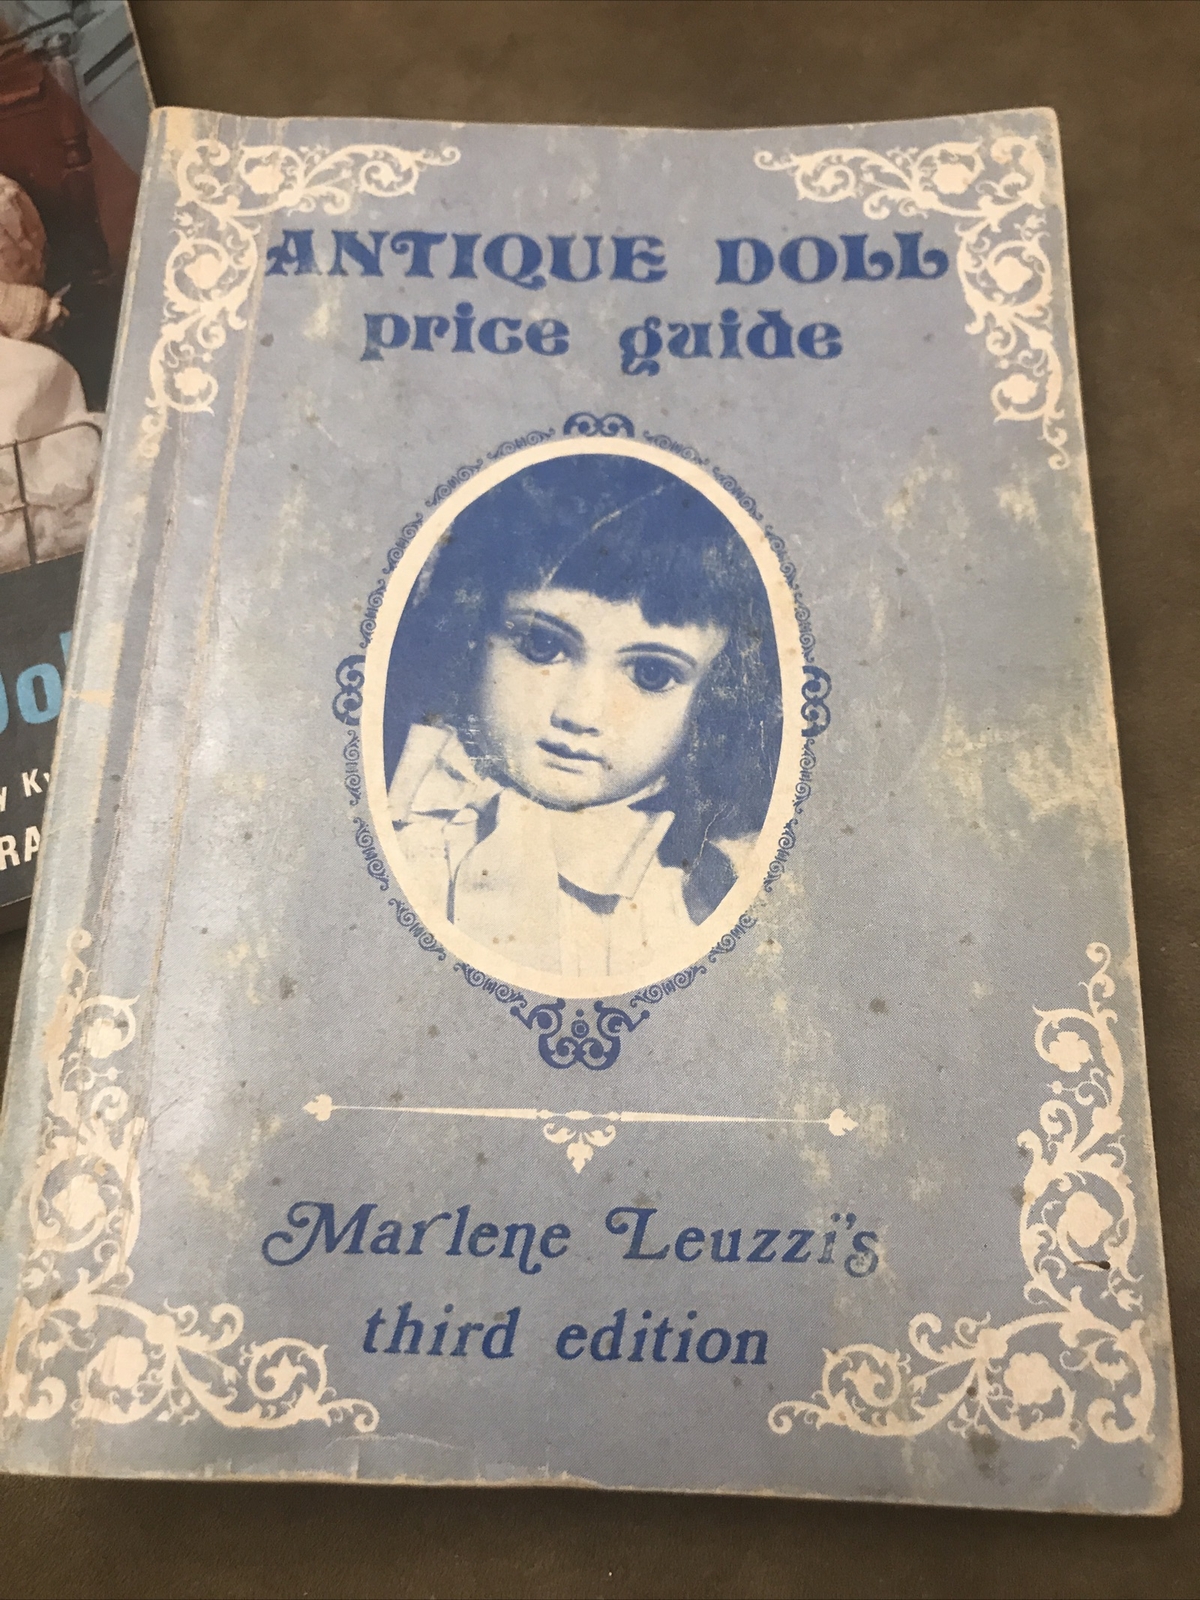 ANTIQUE DOLL
price guide
Marlene Leuzzi's
third edition